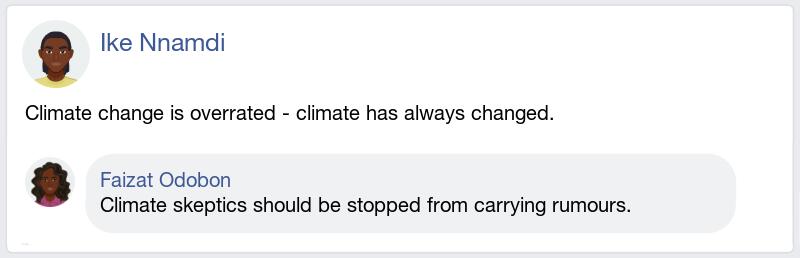 Ike Nnamdi
Climate change is overrated - climate has always changed.
Faizat Odobon
Climate skeptics should be stopped from carrying rumours.